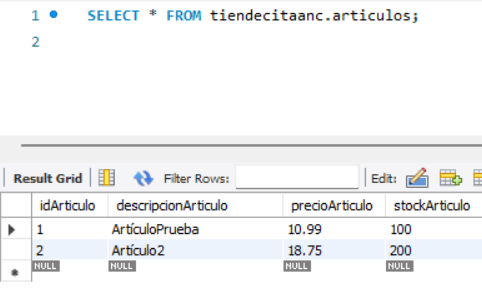 1 SELECT * FROM tiendecitaanc.articulos;
2
Result Grid Filter Rows: Edit:
idArticulo descripcionArticulo precioArticulo stockArticulo
1 ArtículoPrueba 10.99 100
2 Artículo2 18.75 200
NULL NULL NULL NULL